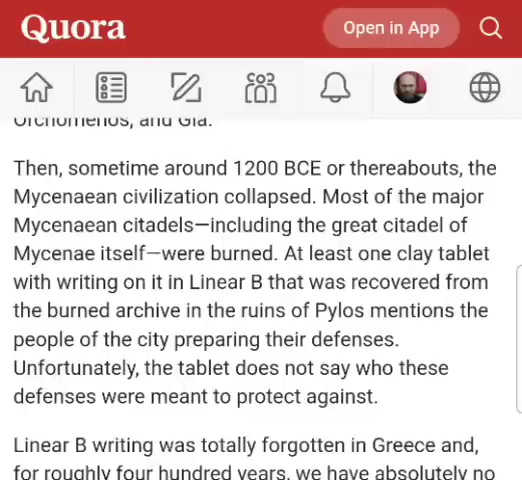 Quora
Open in App
Orchomenos, and Gla.
Then, sometime around 1200 BCE or thereabouts, the
Mycenaean civilization collapsed. Most of the major
Mycenaean citadels—including the great citadel of
Mycenae itself—were burned. At least one clay tablet
with writing on it in Linear B that was recovered from
the burned archive in the ruins of Pylos mentions the
people of the city preparing their defenses.
Unfortunately, the tablet does not say who these
defenses were meant to protect against.
Linear B writing was totally forgotten in Greece and,
for roughly four hundred years, we have absolutely no